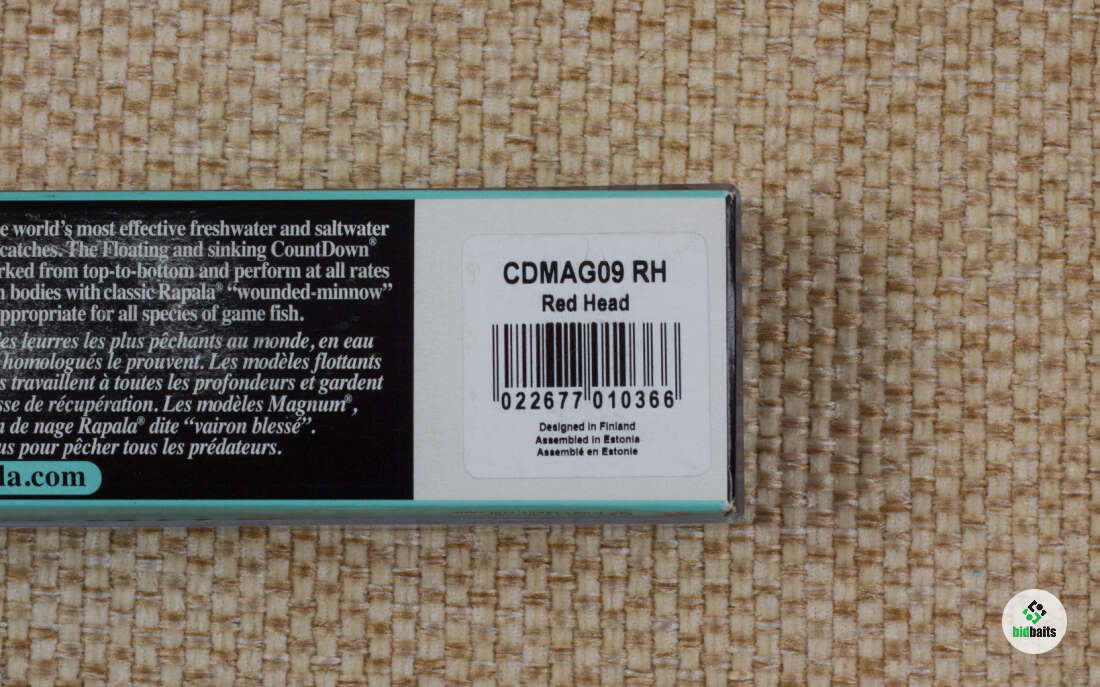 e world's most effective freshwater and saltwater
catches. The Floating and sinking CountDown®
rked from top-to-bottom and perform at all rates
n bodies with classic Rapala® “wounded-minnow”
ppropriate for all species of game fish.
es leurres les plus pêchants au monde, en eau
homologués le prouvent. Les modèles flottants
s travaillent à toutes les profondeurs et gardent
sse de récupération. Les modèles Magnum®,
n de nage Rapala® dite “vairon blessé”.
us pour pêcher tous les prédateurs.
la.com
CDMAG09 RH
Red Head
022677 010366
Designed in Finland
Assembled in Estonia
Assemblé en Estonie
bidbaits